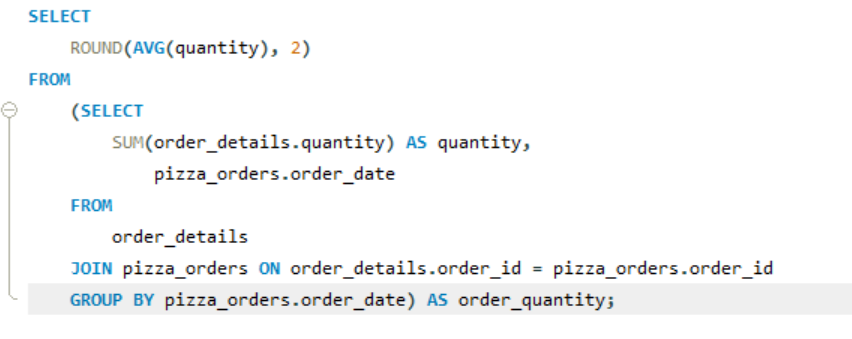 SELECT
ROUND(AVG(quantity), 2)
FROM
(SELECT
SUM(order_details.quantity) AS quantity,
pizza_orders.order_date
FROM
order_details
JOIN pizza_orders ON order_details.order_id = pizza_orders.order_id
GROUP BY pizza_orders.order_date) AS order_quantity;